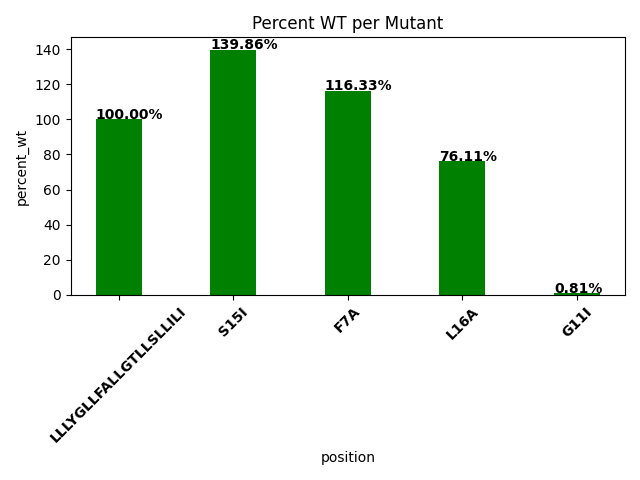 Percent WT per Mutant
percent_wt
140
120
100
80
60
40
20
0
100.00%
139.86%
116.33%
76.11%
0.81%
LLLYGLLFALLGTLLSLLILI
S15I
F7A
L16A
G11I
position